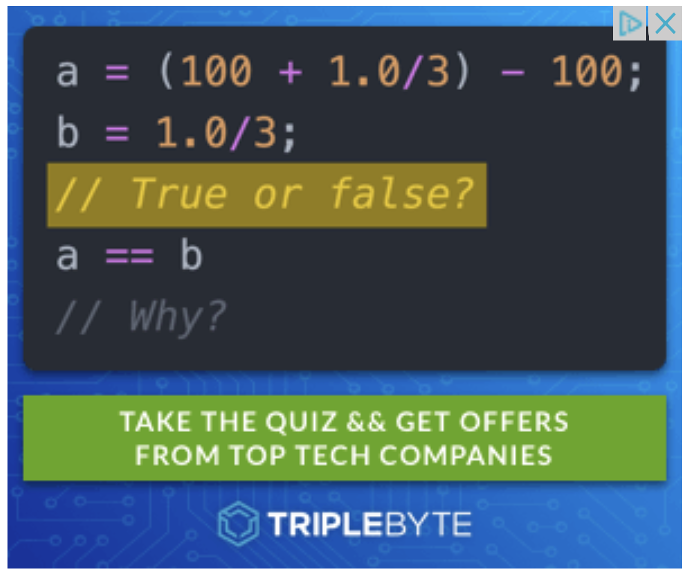 a = (100 + 1.0/3) - 100;
b = 1.0/3;
// True or false?
a == b
// Why?
TAKE THE QUIZ && GET OFFERS
FROM TOP TECH COMPANIES
TRIPLEBYTE